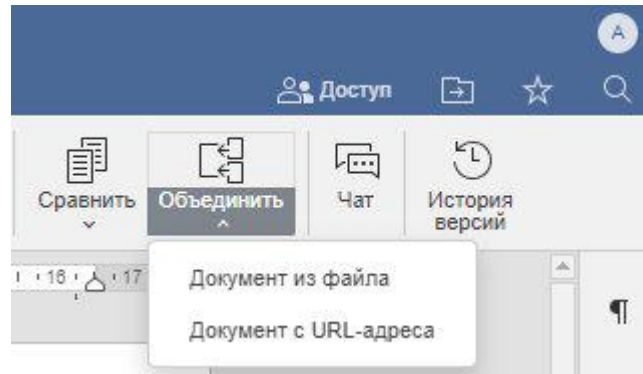 A
Доступ
Сравнить
Объединить
Чат
История
версий
16 17
Документ из файла
Документ с URL-адреса
¶